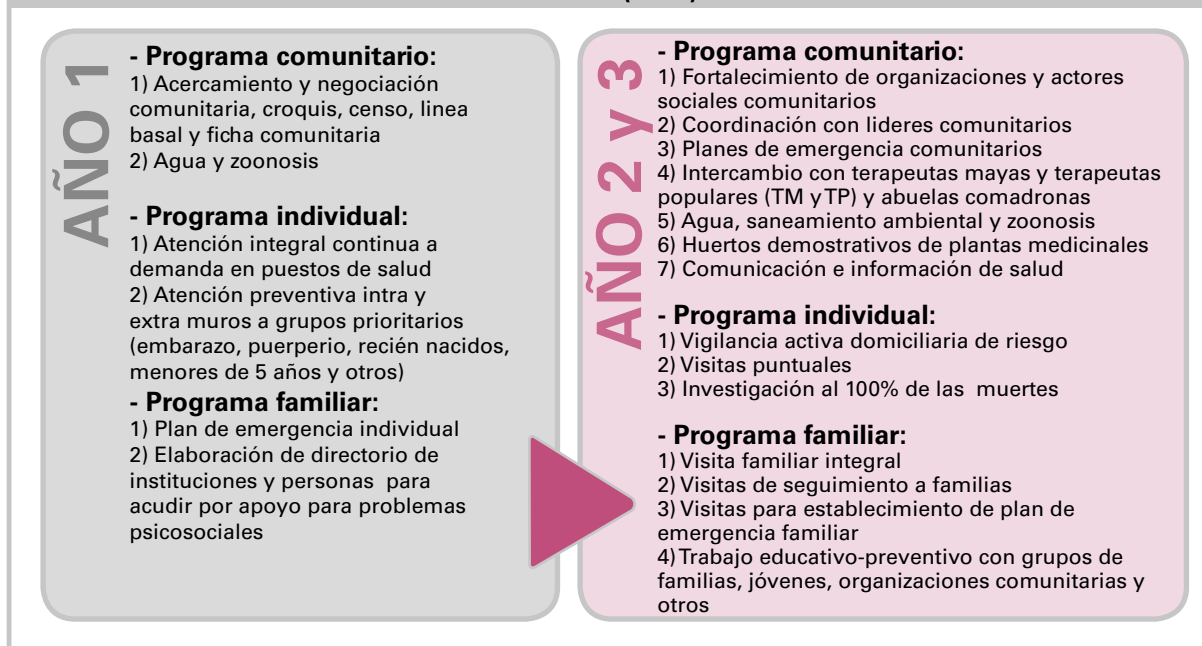 AÑO 1
- Programa comunitario:
1) Acercamiento y negociación
comunitaria, croquis, censo, linea
basal y ficha comunitaria
2) Agua y zoonosis
- Programa individual:
1) Atención integral continua a
demanda en puestos de salud
2) Atención preventiva intra y
extra muros a grupos prioritarios
(embarazo, puerperio, recién nacidos,
menores de 5 años y otros)
- Programa familiar:
1) Plan de emergencia individual
2) Elaboración de directorio de
instituciones y personas para
acudir por apoyo para problemas
psicosociales
AÑO 2 y 3
- Programa comunitario:
1) Fortalecimiento de organizaciones y actores
sociales comunitarios
2) Coordinación con lideres comunitarios
3) Planes de emergencia comunitarios
4) Intercambio con terapeutas mayas y terapeutas
populares (TM y TP) y abuelas comadronas
5) Agua, saneamiento ambiental y zoonosis
6) Huertos demostrativos de plantas medicinales
7) Comunicación e información de salud
- Programa individual:
1) Vigilancia activa domiciliaria de riesgo
2) Visitas puntuales
3) Investigación al 100% de las muertes
- Programa familiar:
1) Visita familiar integral
2) Visitas de seguimiento a familias
3) Visitas para establecimiento de plan de
emergencia familiar
4) Trabajo educativo-preventivo con grupos de
familias, jóvenes, organizaciones comunitarias y
otros